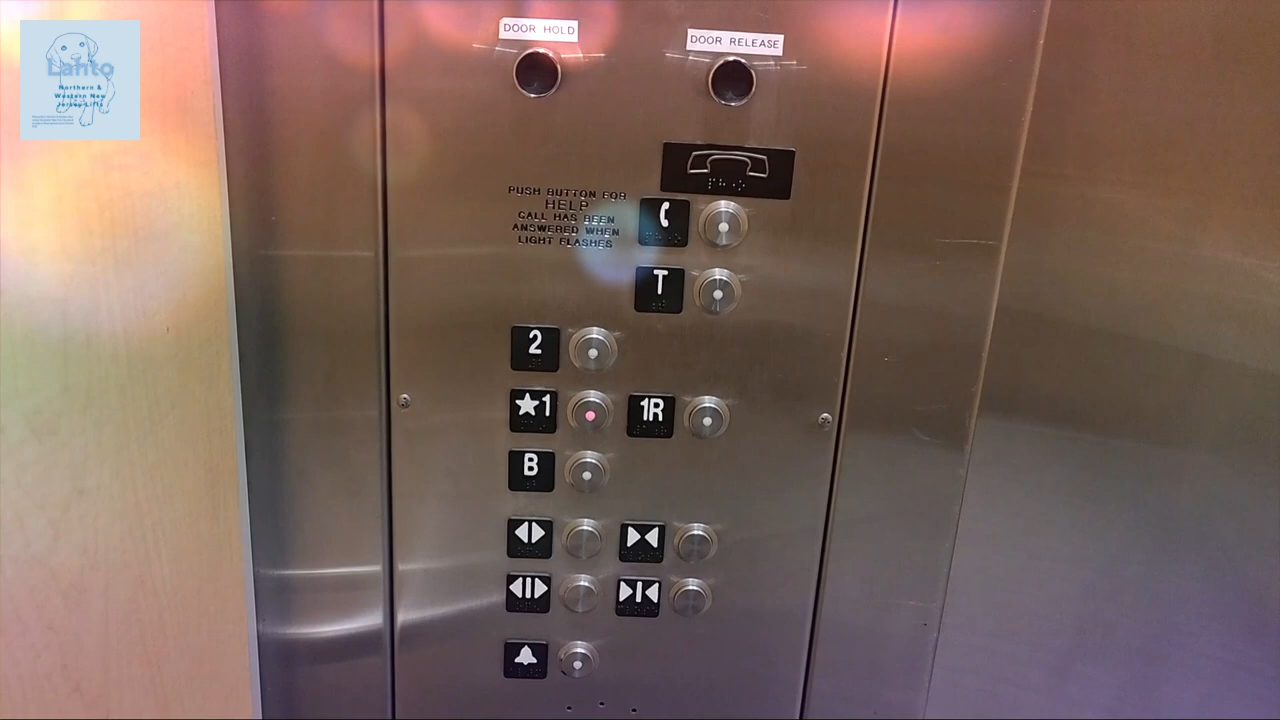 DOOR HOLD
DOOR RELEASE
Lanto
Northern &
Western New
Jersey Lifts
PUSH BUTTON FOR
HELP
CALL HAS BEEN
ANSWERED WHEN
LIGHT FLASHES
T
2
★1
1R
B